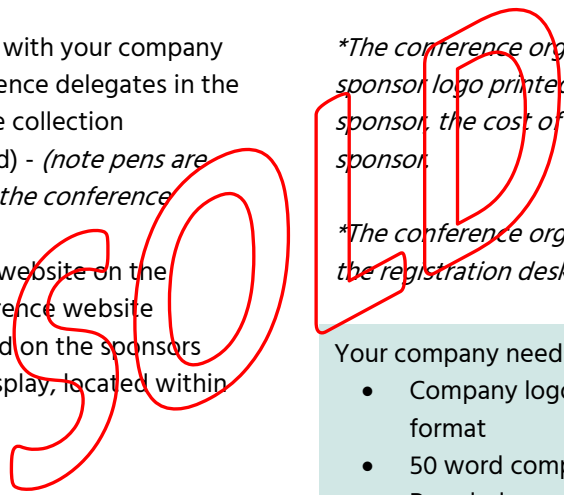 with your company
ence delegates in the
e collection
d) - (note pens are
the conference
website on the
rence website
d on the sponsors
splay, located within
*The conference org
sponsor logo printed
sponsor, the cost of
sponsor.
*The conference org
the registration desk
Your company need
• Company logo
format
• 50 word comp
SOLD